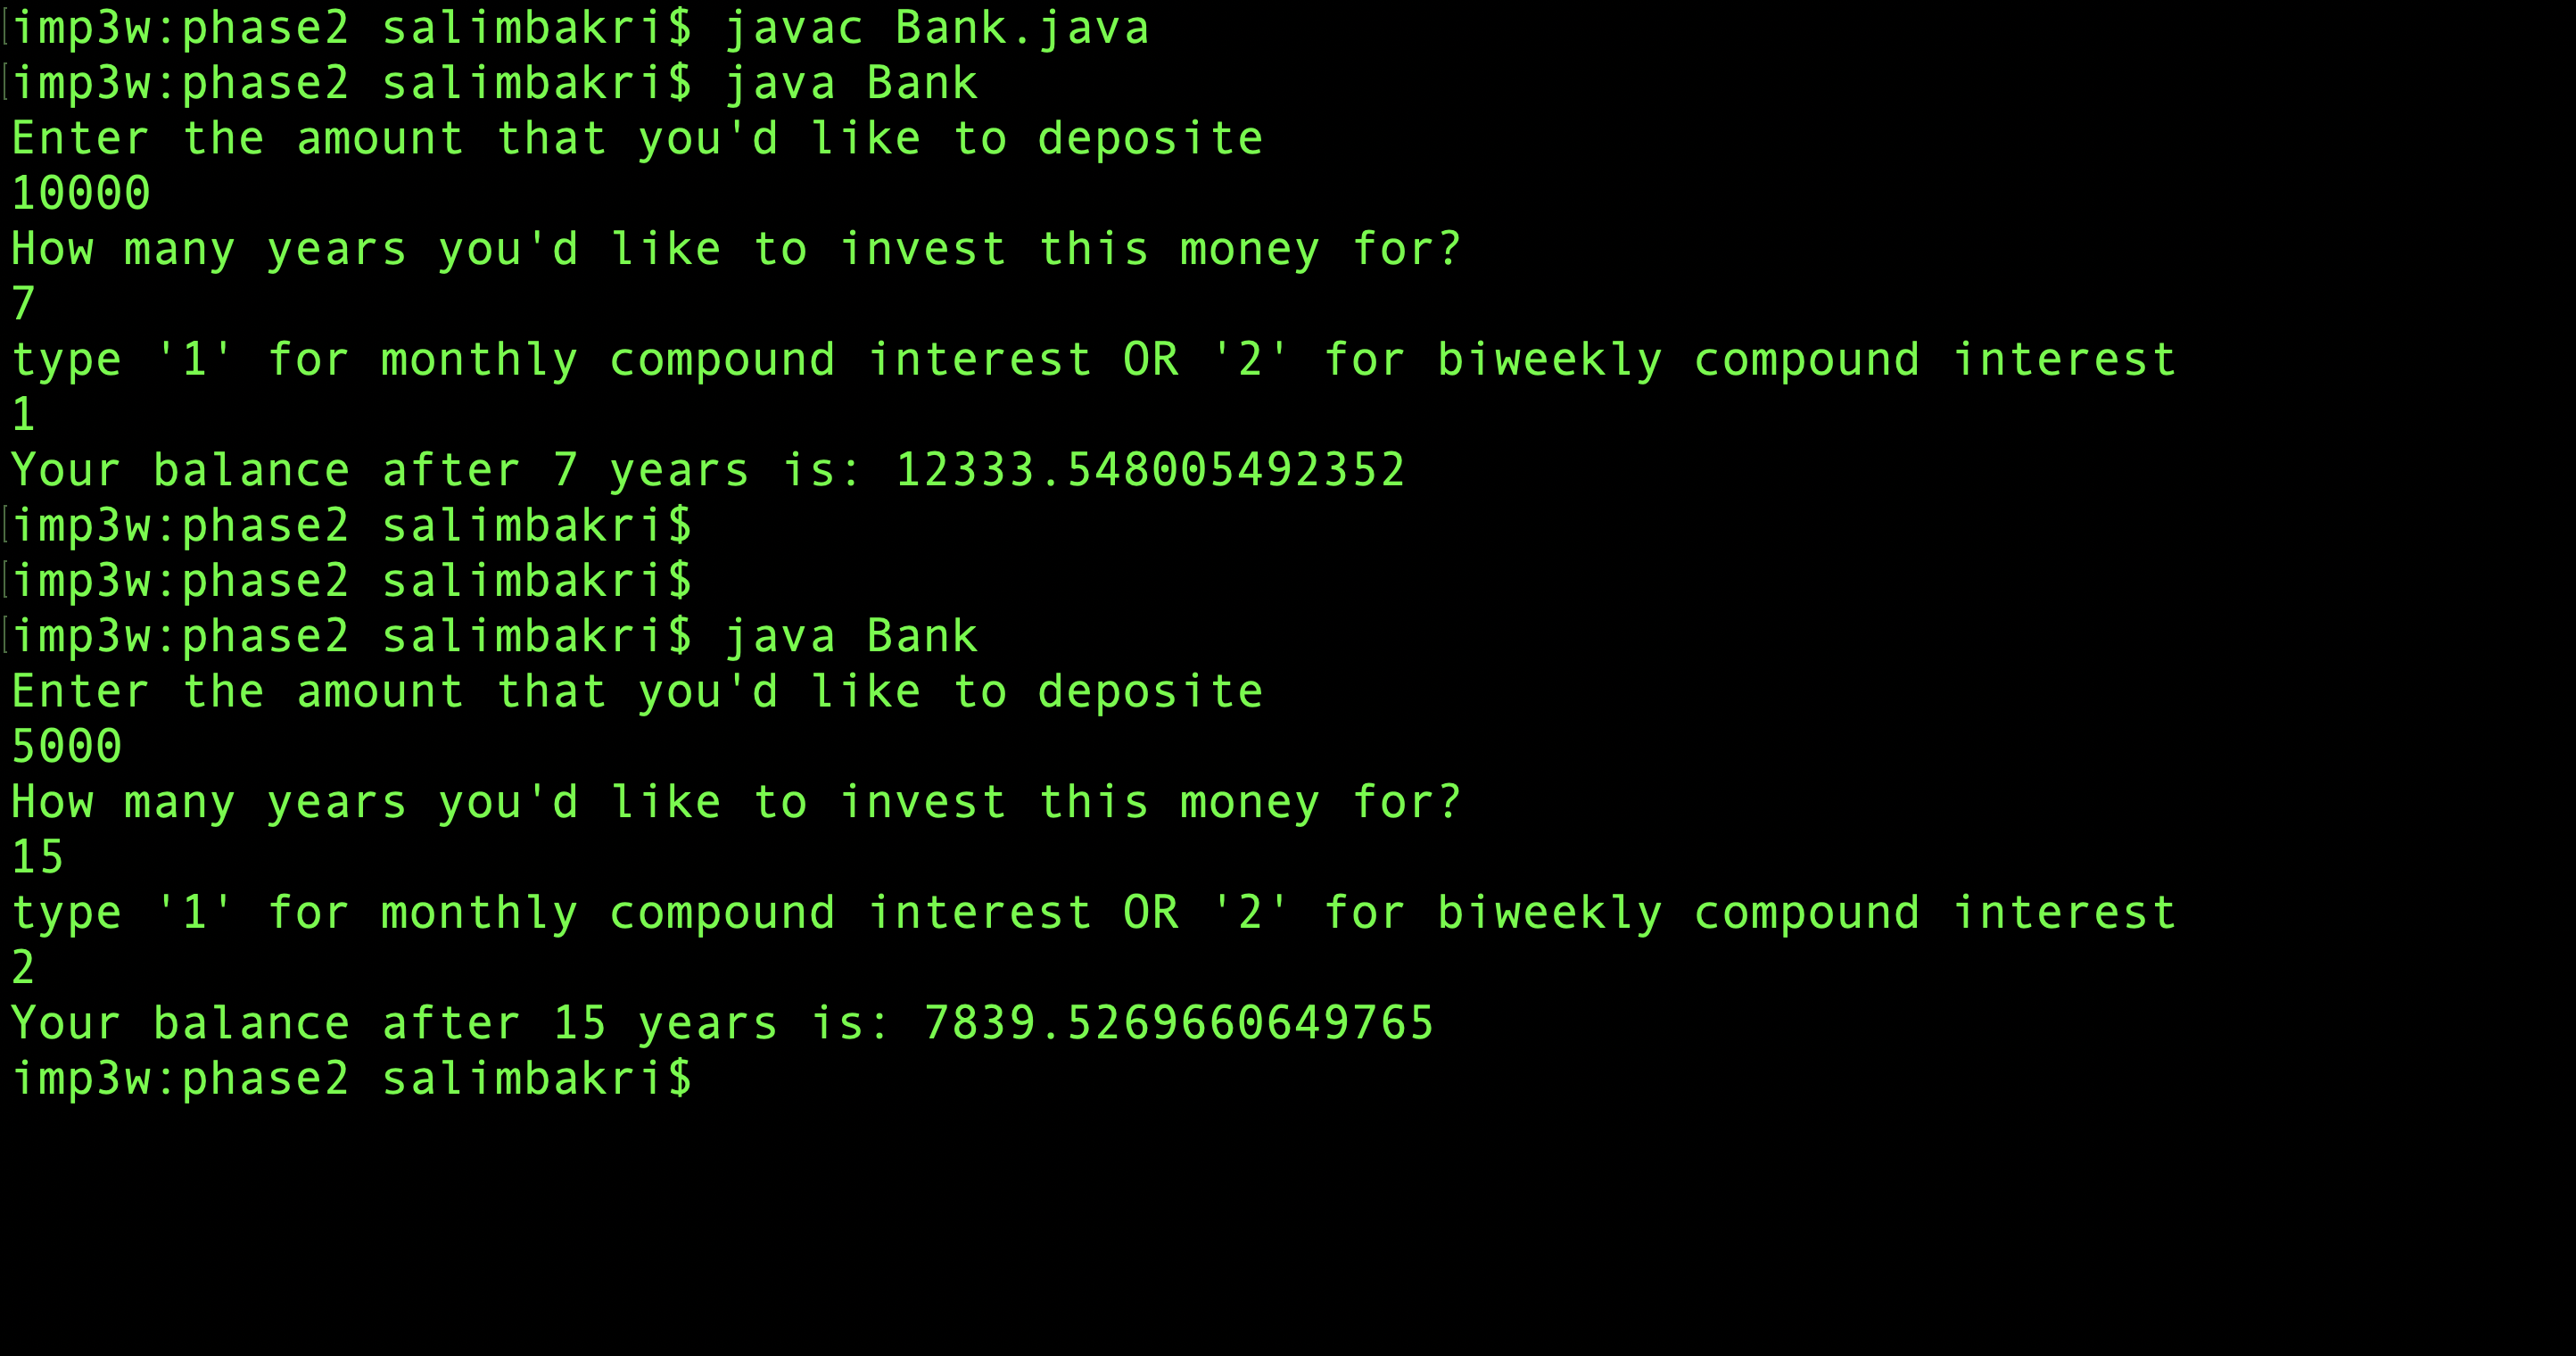 [imp3w:phase2 salimbakri$ javac Bank.java
[imp3w:phase2 salimbakri$ java Bank
Enter the amount that you'd like to deposite
10000
How many years you'd like to invest this money for?
7
type '1' for monthly compound interest OR '2' for biweekly compound interest
1
Your balance after 7 years is: 12333.548005492352
[imp3w:phase2 salimbakri$
[imp3w:phase2 salimbakri$
[imp3w:phase2 salimbakri$ java Bank
Enter the amount that you'd like to deposite
5000
How many years you'd like to invest this money for?
15
type '1' for monthly compound interest OR '2' for biweekly compound interest
2
Your balance after 15 years is: 7839.5269660649765
imp3w:phase2 salimbakri$